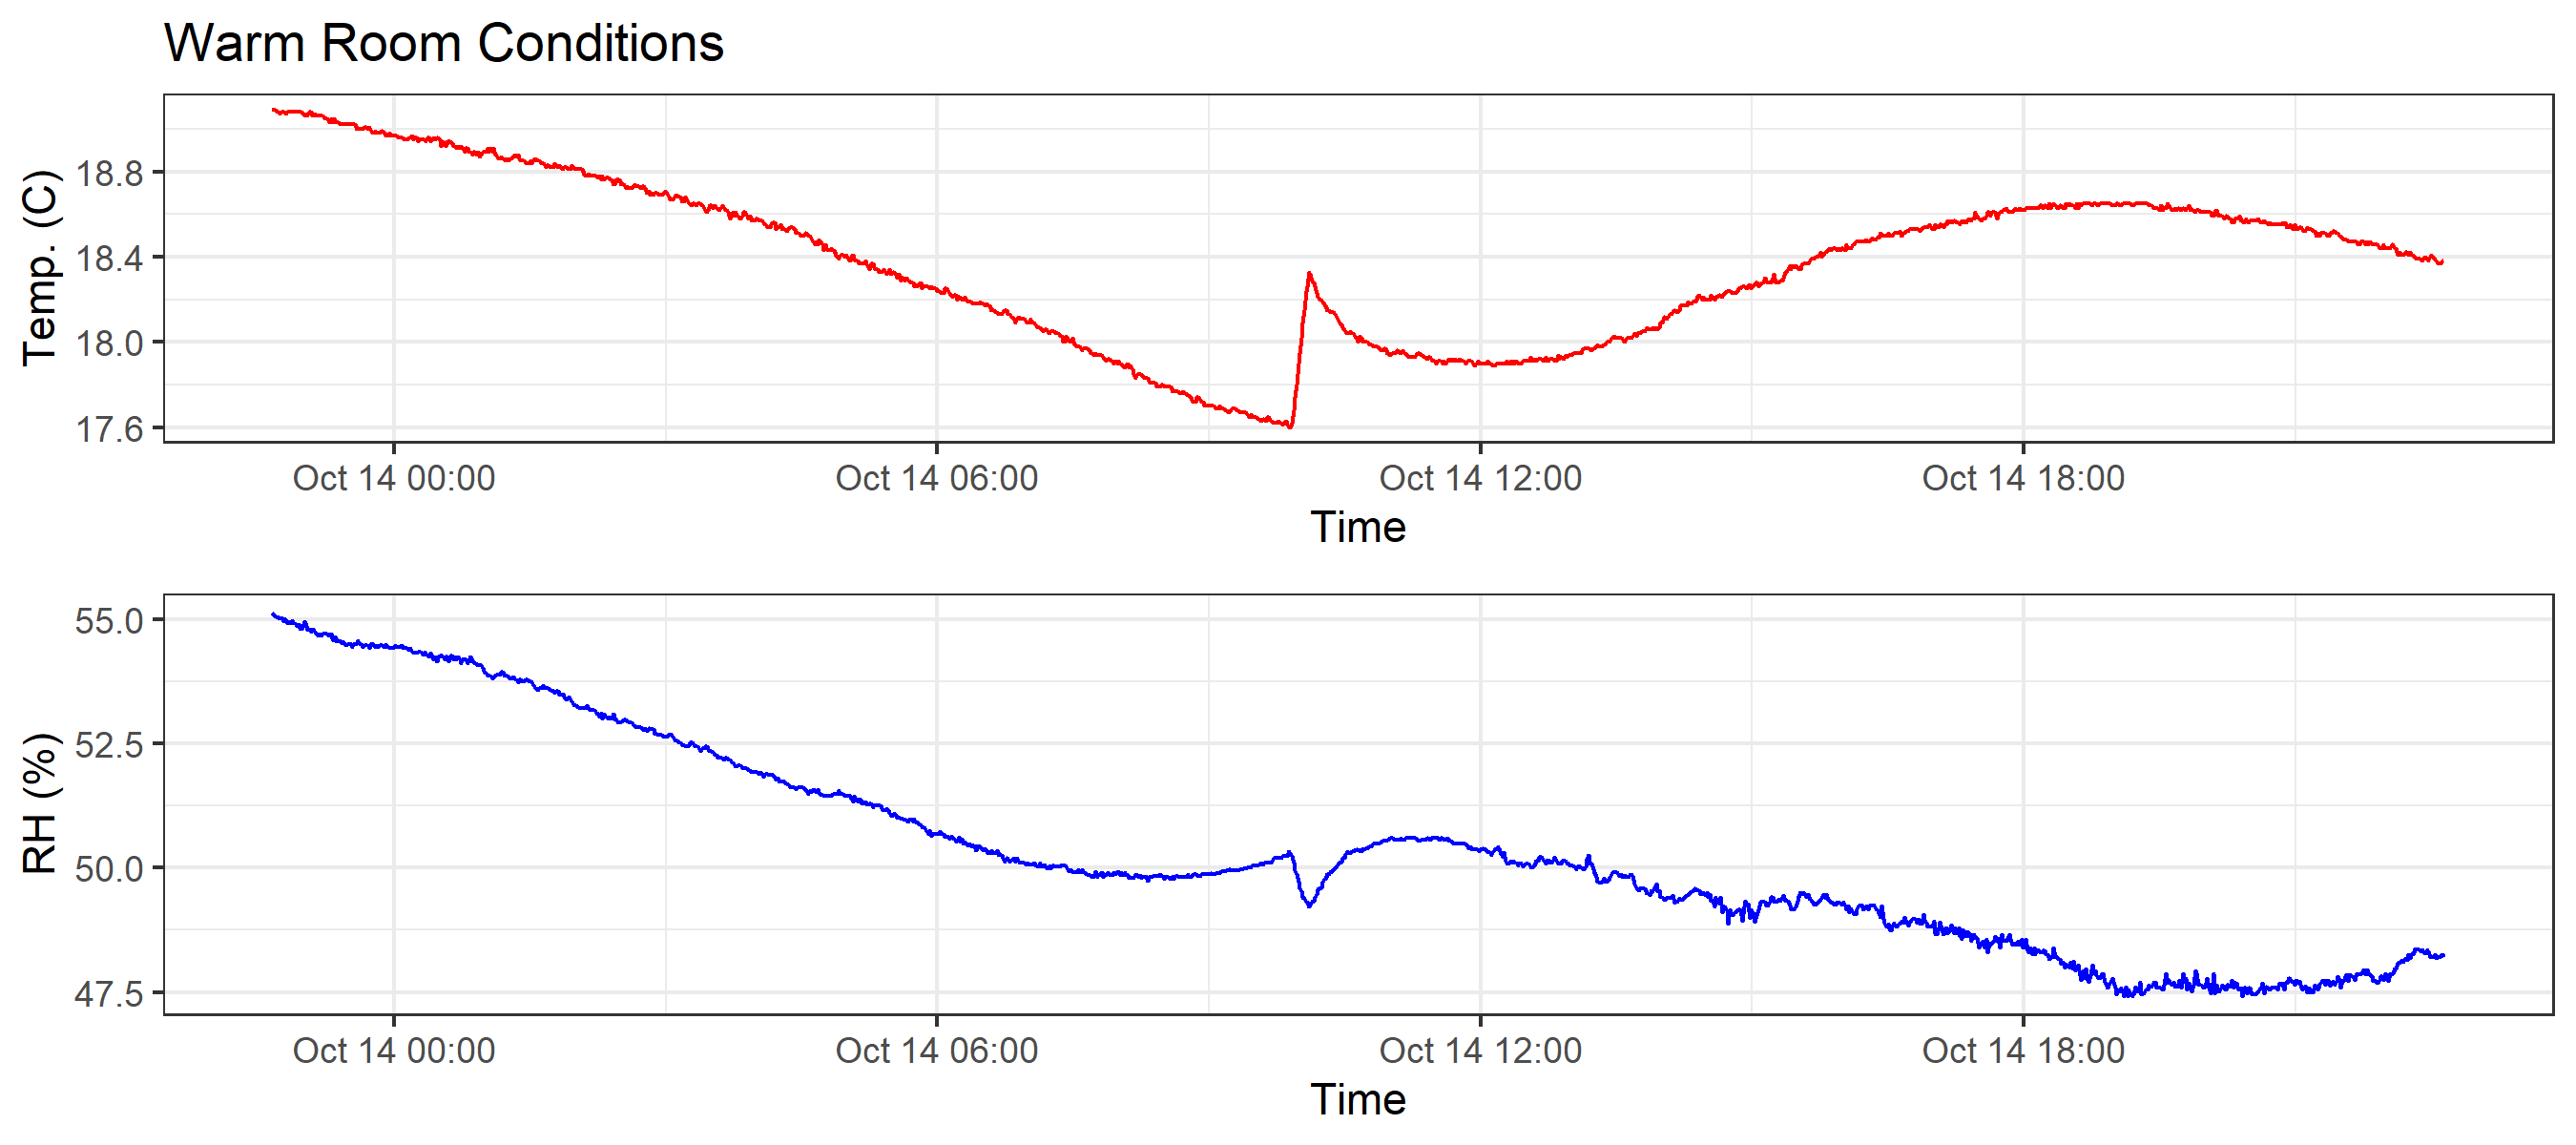 Warm Room Conditions
Temp. (C)
18.8
18.4
18.0
17.6
Oct 14 00:00 Oct 14 06:00 Oct 14 12:00 Oct 14 18:00
Time
RH (%)
55.0
52.5
50.0
47.5
Oct 14 00:00 Oct 14 06:00 Oct 14 12:00 Oct 14 18:00
Time